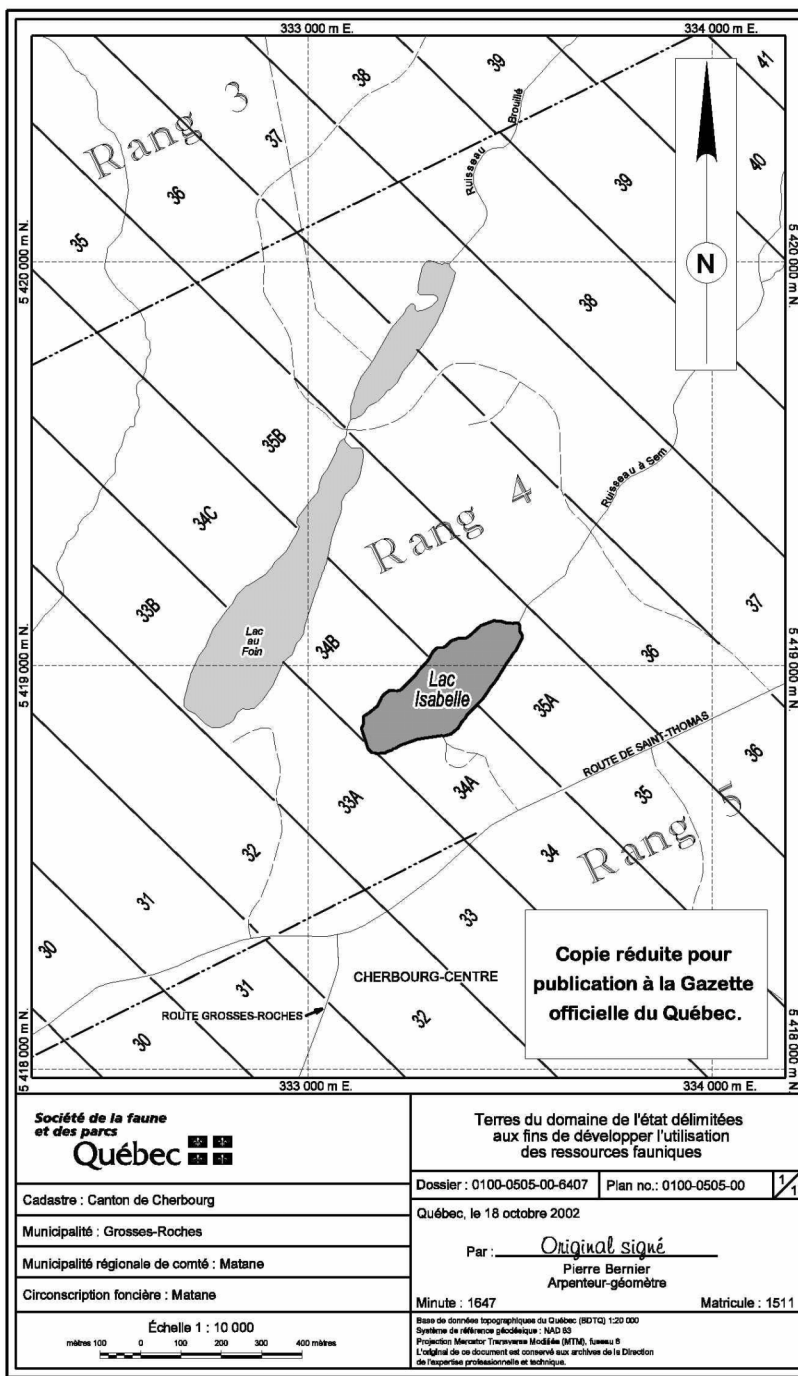 333 000 m E.
334 000 m E.
41
39
38
Brouillé
Ruisseau
Rang 3
37
40
36
39
35
5 420 000 m N.
5 420 000 m N.
N
38
35B
Ruisseau à Sem
34C
Rang 4
33B
37
Lac
au
Foin
34B
36
5 419 000 m N.
5 419 000 m N.
Lac
Isabelle
35A
ROUTE DE SAINT-THOMAS
36
33A
34A
35
Rang 5
32
34
31
33
30
CHERBOURG-CENTRE
31
ROUTE GROSSES-ROCHES
32
30
Copie réduite pour
publication à la Gazette
officielle du Québec.
5 418 000 m N.
5 418 000 m N.
333 000 m E.
334 000 m E.
Société de la faune
et des parcs
Québec
Cadastre : Canton de Cherbourg
Municipalité : Grosses-Roches
Municipalité régionale de comté : Matane
Circonscription foncière : Matane
Échelle 1 : 10 000
mètres 100 0 100 200 300 400 mètres
Terres du domaine de l'état délimitées
aux fins de développer l'utilisation
des ressources fauniques
Dossier : 0100-0505-00-6407 Plan no.: 0100-0505-00 1/1
Québec, le 18 octobre 2002
Par : Original signé
Pierre Bernier
Arpenteur-géomètre
Minute : 1647 Matricule : 1511
Base de données topographiques du Québec (BDTQ) 1:20 000
Système de référence géodésique : NAD 83
Projection Mercator Transverse Modifiée (MTM), fuseau 6
L'original de ce document est conservé aux archives de la Direction
de l'expertise professionnelle et technique.